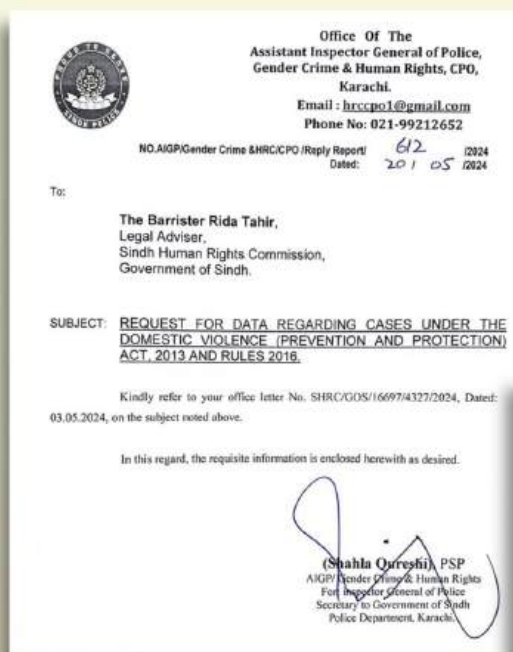 PROUD TO SERVE
SINDH POLICE
Office Of The
Assistant Inspector General of Police,
Gender Crime & Human Rights, CPO,
Karachi.
Email : hrccpo1@gmail.com
Phone No: 021-99212652
NO.AIGP/Gender Crime &HRC/CPO /Reply Report/ 612 /2024
Dated: 20 / 05 /2024
To:
The Barrister Rida Tahir,
Legal Adviser,
Sindh Human Rights Commission,
Government of Sindh.
SUBJECT: REQUEST FOR DATA REGARDING CASES UNDER THE
DOMESTIC VIOLENCE (PREVENTION AND PROTECTION)
ACT, 2013 AND RULES 2016.
Kindly refer to your office letter No. SHRC/GOS/16697/4327/2024, Dated:
03.05.2024, on the subject noted above.
In this regard, the requisite information is enclosed herewith as desired.
(Shahla Qureshi), PSP
AIGP/ Gender Crime & Human Rights
For: Inspector General of Police
Secretary to Government of Sindh
Police Department, Karachi.